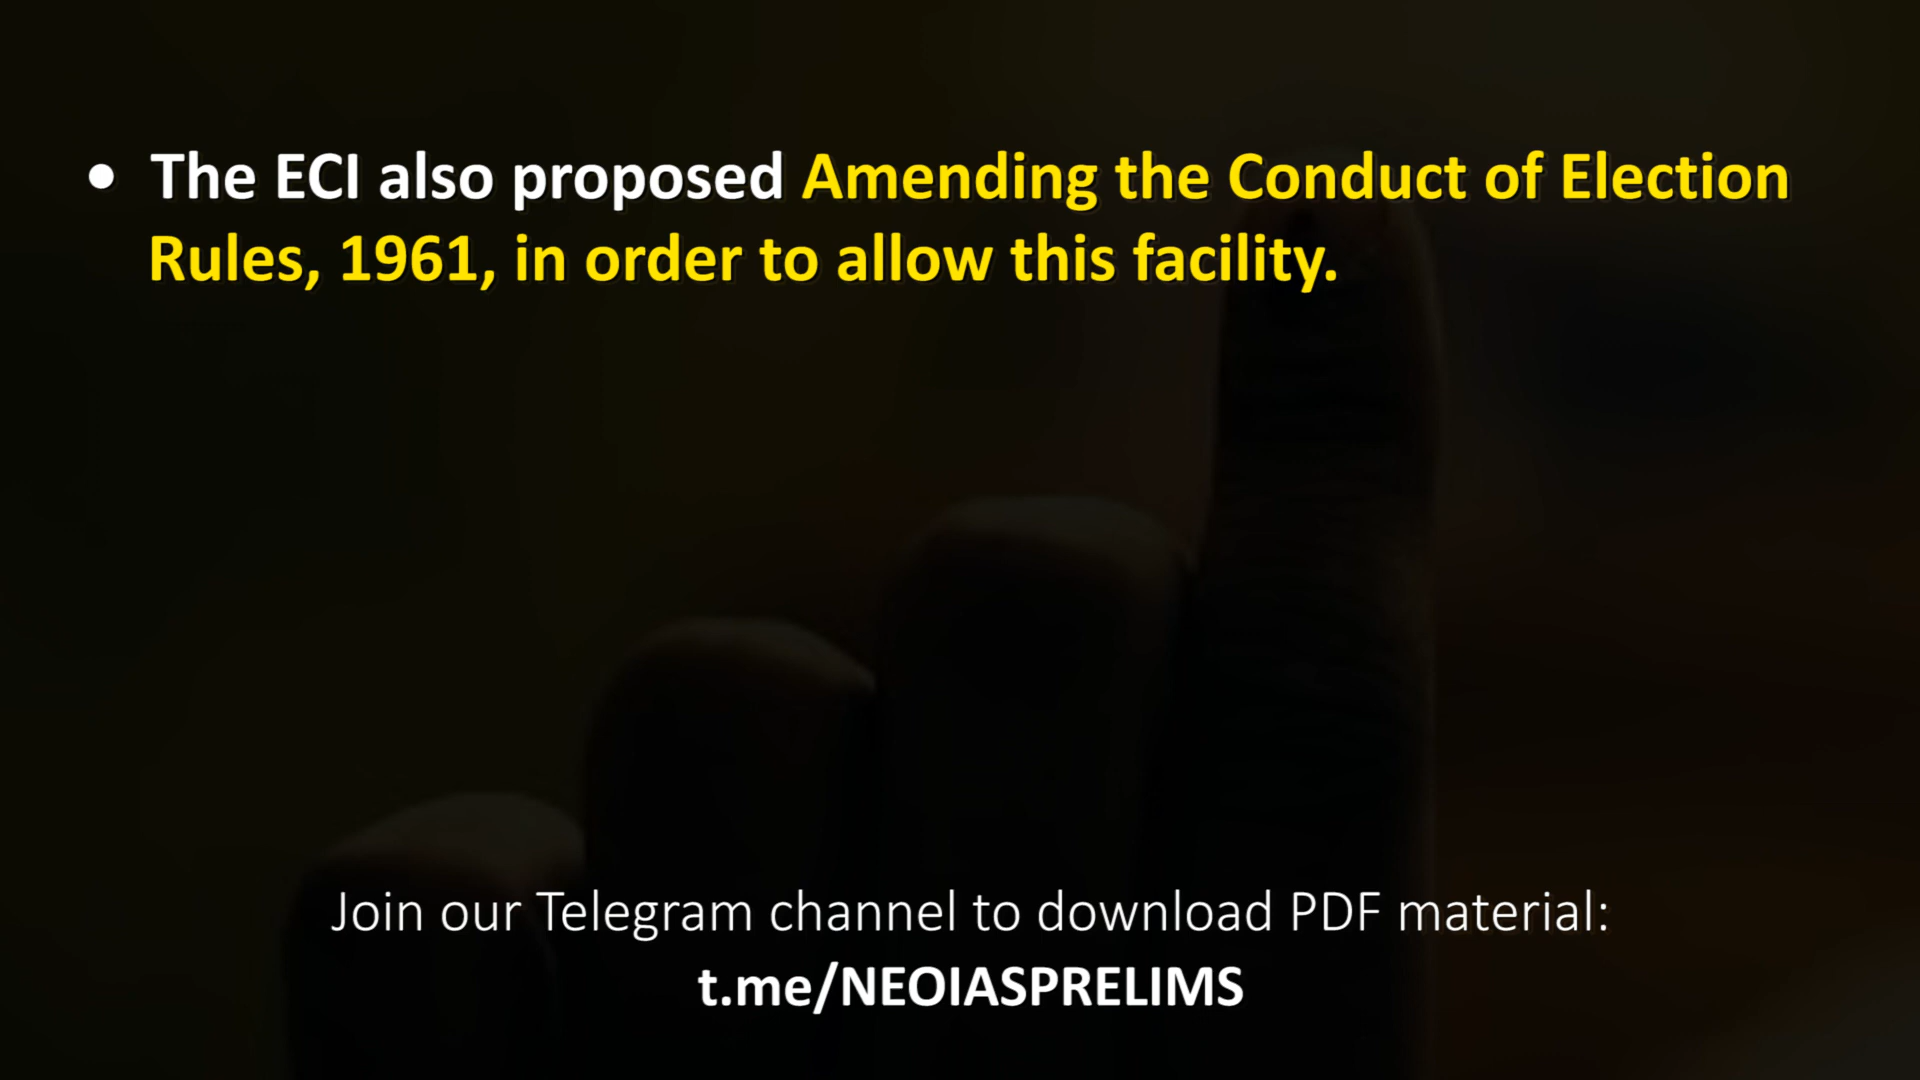 • The ECI also proposed Amending the Conduct of Election
Rules, 1961, in order to allow this facility.
Join our Telegram channel to download PDF material:
t.me/NEOIASPRELIMS